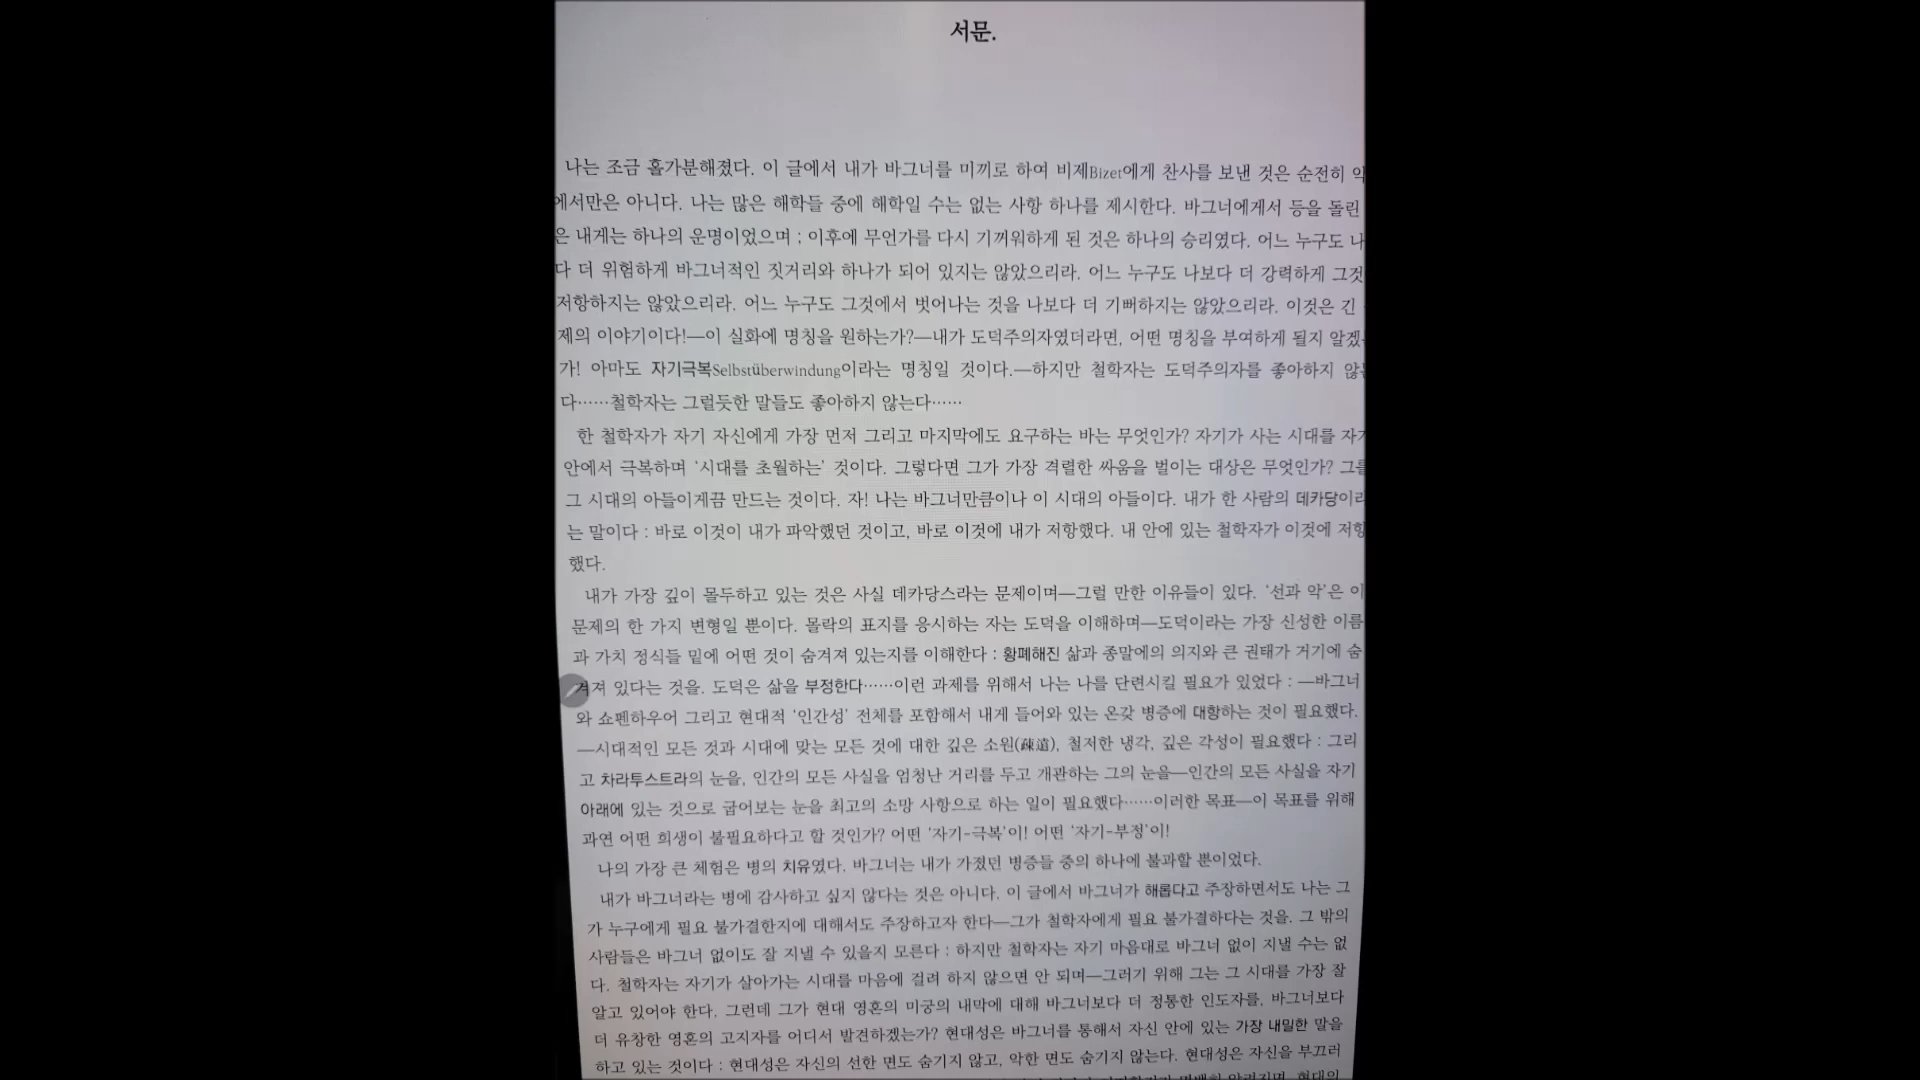 서문.
나는 조금 홀가분해졌다. 이 글에서 내가 바그너를 미끼로 하여 비제Bizet에게 찬사를 보낸 것은 순전히 악
에서만은 아니다. 나는 많은 해학들 중에 해학일 수는 없는 사항 하나를 제시한다. 바그너에게서 등을 돌린
은 내게는 하나의 운명이었으며 ; 이후에 무언가를 다시 기꺼워하게 된 것은 하나의 승리였다. 어느 누구도 나
다 더 위험하게 바그너적인 짓거리와 하나가 되어 있지는 않았으리라. 어느 누구도 나보다 더 강력하게 그것
저항하지는 않았으리라. 어느 누구도 그것에서 벗어나는 것을 나보다 더 기뻐하지는 않았으리라. 이것은 긴
제의 이야기이다!—이 실화에 명칭을 원하는가?—내가 도덕주의자였더라면, 어떤 명칭을 부여하게 될지 알겠는
가! 아마도 자기극복Selbstüberwindung이라는 명칭일 것이다.—하지만 철학자는 도덕주의자를 좋아하지 않는
다……철학자는 그럴듯한 말들도 좋아하지 않는다……
한 철학자가 자기 자신에게 가장 먼저 그리고 마지막에도 요구하는 바는 무엇인가? 자기가 사는 시대를 자기
안에서 극복하며 ‘시대를 초월하는’ 것이다. 그렇다면 그가 가장 격렬한 싸움을 벌이는 대상은 무엇인가? 그를
그 시대의 아들이게끔 만드는 것이다. 자! 나는 바그너만큼이나 이 시대의 아들이다. 내가 한 사람의 데카당이라
는 말이다 : 바로 이것이 내가 파악했던 것이고, 바로 이것에 내가 저항했다. 내 안에 있는 철학자가 이것에 저항
했다.
내가 가장 깊이 몰두하고 있는 것은 사실 데카당스라는 문제이며—그럴 만한 이유들이 있다. ‘선과 악’은 이
문제의 한 가지 변형일 뿐이다. 몰락의 표지를 응시하는 자는 도덕을 이해하며—도덕이라는 가장 신성한 이름
과 가치 정식들 밑에 어떤 것이 숨겨져 있는지를 이해한다 : 황폐해진 삶과 종말에의 의지와 큰 권태가 거기에 숨
겨져 있다는 것을. 도덕은 삶을 부정한다……이런 과제를 위해서 나는 나를 단련시킬 필요가 있었다 : —바그너
와 쇼펜하우어 그리고 현대적 ‘인간성’ 전체를 포함해서 내게 들어와 있는 온갖 병증에 대항하는 것이 필요했다.
—시대적인 모든 것과 시대에 맞는 모든 것에 대한 깊은 소원(疎遠), 철저한 냉각, 깊은 각성이 필요했다 : 그리
고 차라투스트라의 눈을, 인간의 모든 사실을 엄청난 거리를 두고 개관하는 그의 눈을—인간의 모든 사실을 자기
아래에 있는 것으로 굽어보는 눈을 최고의 소망 사항으로 하는 일이 필요했다……이러한 목표—이 목표를 위해
과연 어떤 희생이 불필요하다고 할 것인가? 어떤 ‘자기-극복’이! 어떤 ‘자기-부정’이!
나의 가장 큰 체험은 병의 치유였다. 바그너는 내가 가졌던 병증들 중의 하나에 불과할 뿐이었다.
내가 바그너라는 병에 감사하고 싶지 않다는 것은 아니다. 이 글에서 바그너가 해롭다고 주장하면서도 나는 그
가 누구에게 필요 불가결한지에 대해서도 주장하고자 한다—그가 철학자에게 필요 불가결하다는 것을. 그 밖의
사람들은 바그너 없이도 잘 지낼 수 있을지 모른다 : 하지만 철학자는 자기 마음대로 바그너 없이 지낼 수는 없
다. 철학자는 자기가 살아가는 시대를 마음에 걸려 하지 않으면 안 되며—그러기 위해 그는 그 시대를 가장 잘
알고 있어야 한다. 그런데 그가 현대 영혼의 미궁의 내막에 대해 바그너보다 더 정통한 인도자를, 바그너보다
더 유창한 영혼의 고지자를 어디서 발견하겠는가? 현대성은 바그너를 통해서 자신 안에 있는 가장 내밀한 말을
하고 있는 것이다 : 현대성은 자신의 선한 면도 숨기지 않고, 악한 면도 숨기지 않는다. 현대성은 자신을 부끄러